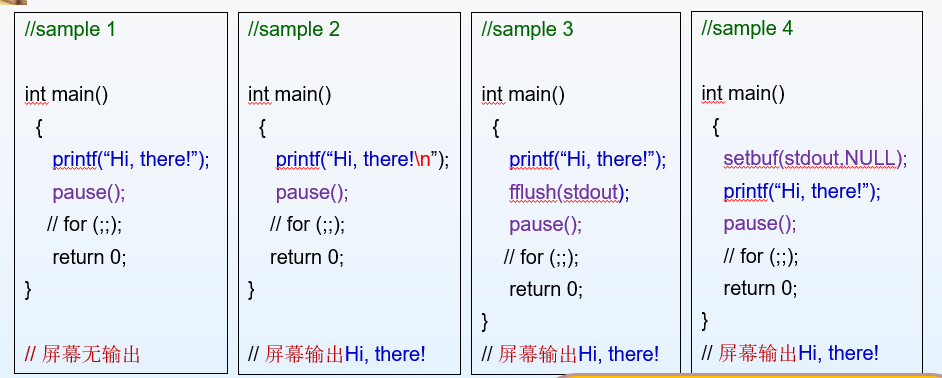 //sample 1
int main()
{
printf(“Hi, there!”);
pause();
// for (;;);
return 0;
}
// 屏幕无输出
//sample 2
int main()
{
printf(“Hi, there!\n”);
pause();
// for (;;);
return 0;
}
// 屏幕输出Hi, there!
//sample 3
int main()
{
printf(“Hi, there!”);
fflush(stdout);
pause();
// for (;;);
return 0;
}
// 屏幕输出Hi, there!
//sample 4
int main()
{
setbuf(stdout,NULL);
printf(“Hi, there!”);
pause();
// for (;;);
return 0;
}
// 屏幕输出Hi, there!